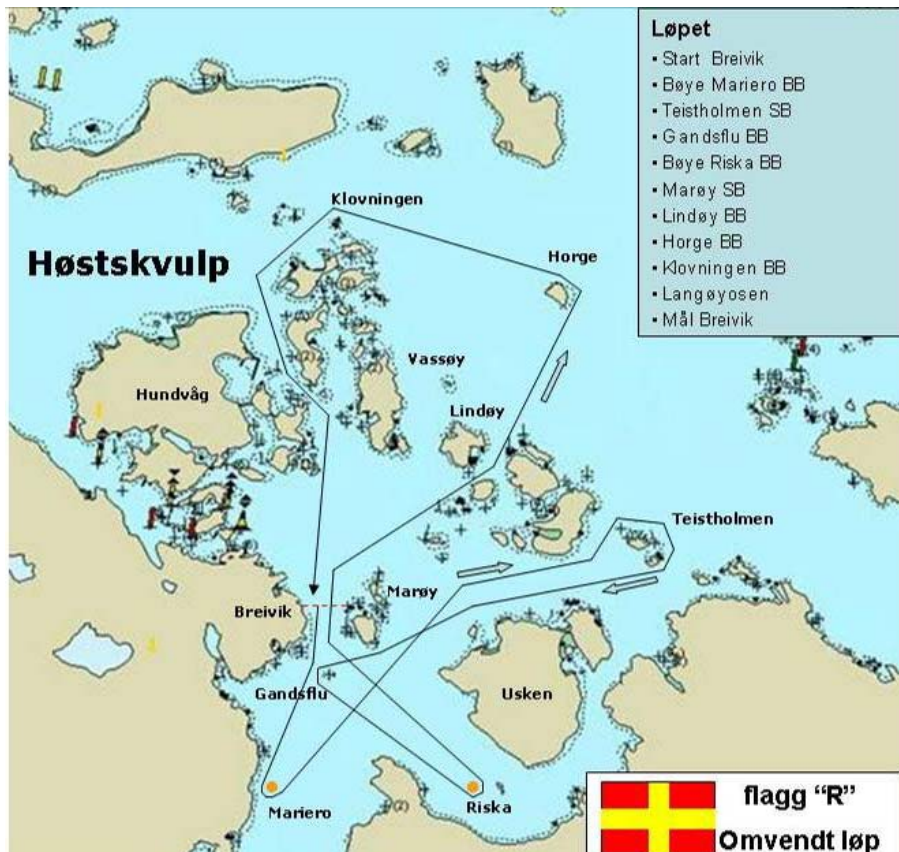 Løpet
▪ Start Breivik
▪ Bøye Mariero BB
▪ Teistholmen SB
▪ Gandsflu BB
▪ Bøye Riska BB
▪ Marøy SB
▪ Lindøy BB
▪ Horge BB
▪ Klovningen BB
▪ Langøyosen
▪ Mål Breivik
Klovningen
Høstskvulp
Horge
Vassøy
Hundvåg
Lindøy
Teistholmen
Marøy
Breivik
Gandsflu
Usken
Mariero
Riska
flagg “R”
Omvendt løp